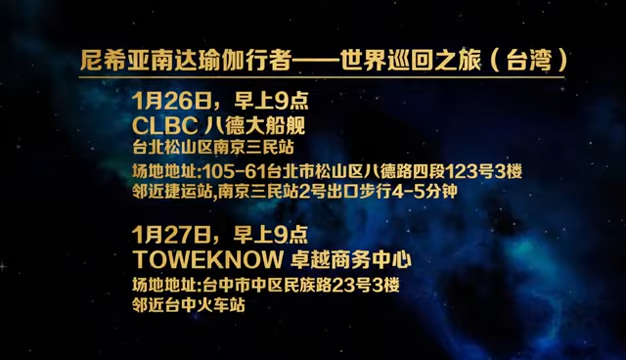 尼希亚南达瑜伽行者——世界巡回之旅（台湾）
1月26日，早上9点
CLBC 八德大船舰
台北松山区南京三民站
场地地址:105-61台北市松山区八德路四段123号3楼
邻近捷运站,南京三民站2号出口步行4-5分钟
1月27日，早上9点
TOWEKNOW 卓越商务中心
场地地址:台中市中区民族路23号3楼
邻近台中火车站